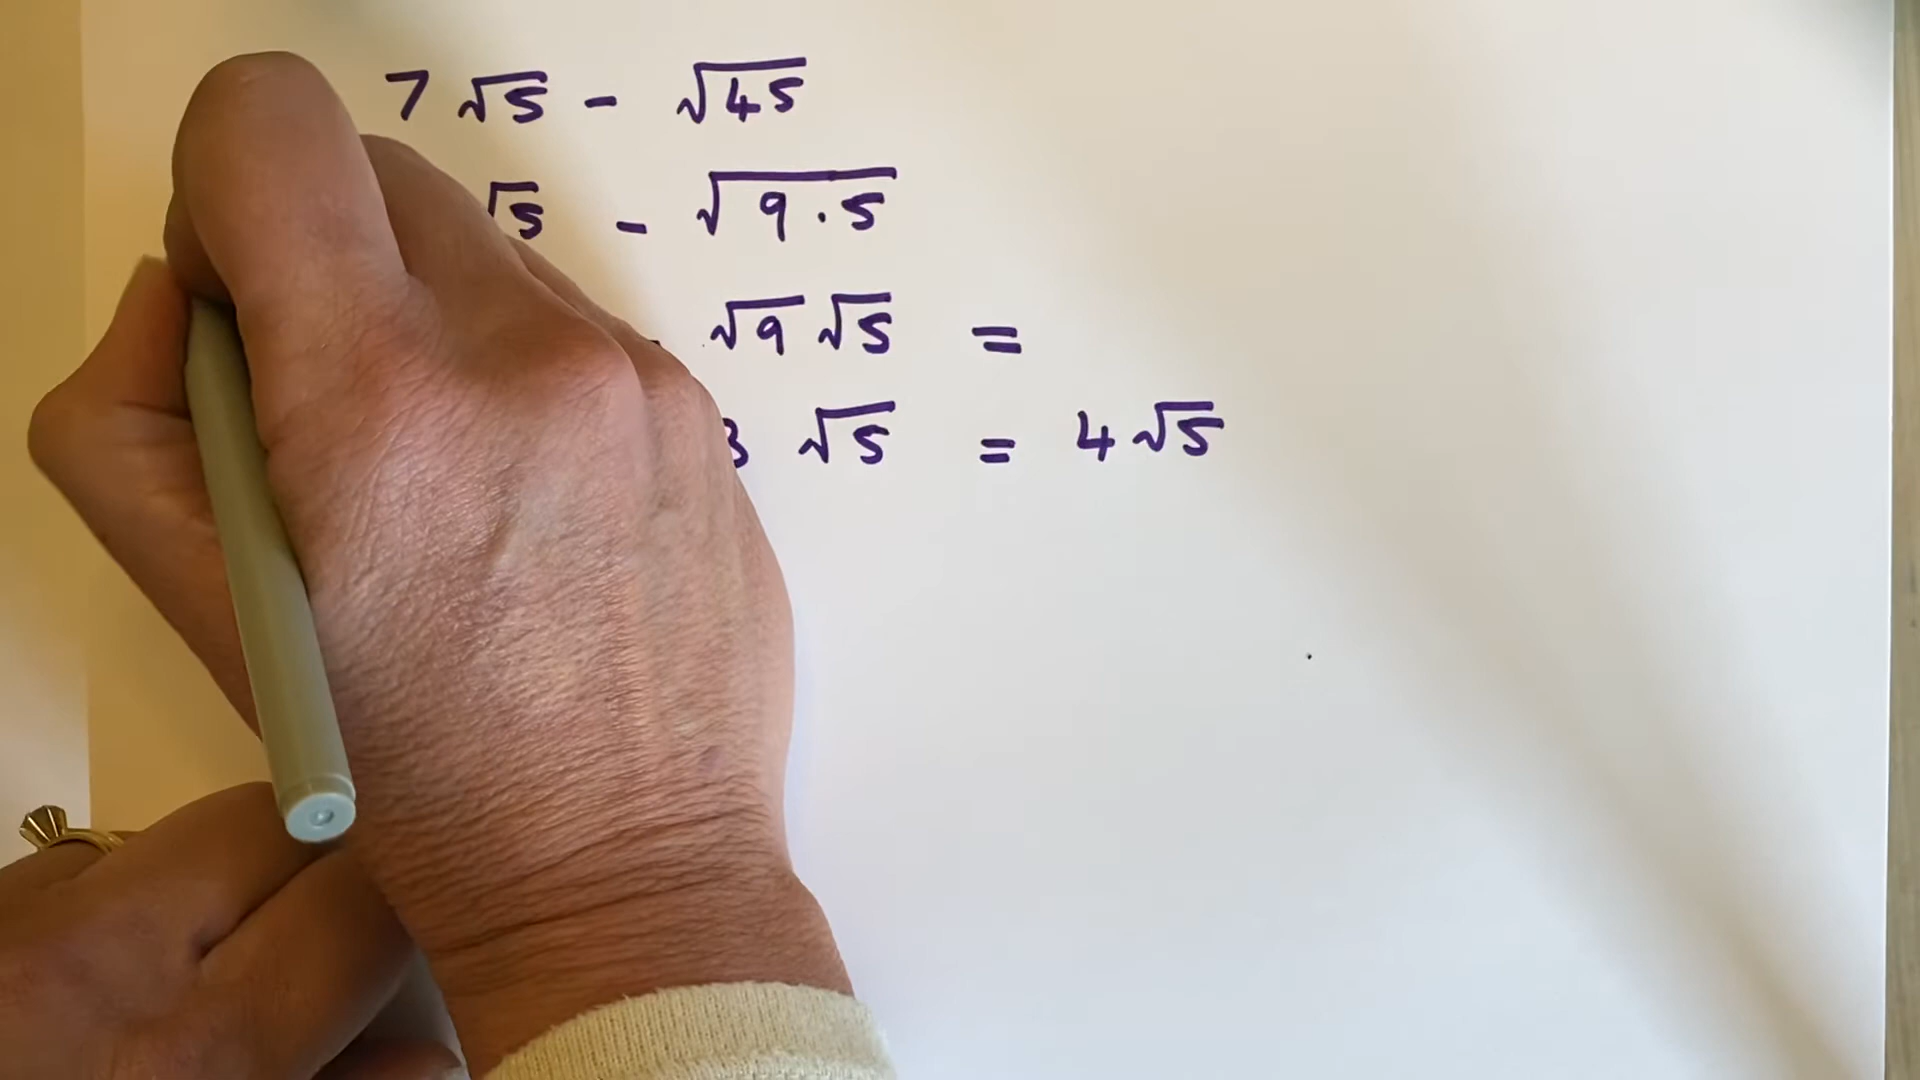 7 √5 - √45
√5 - √9·5
√9 √5 =
3 √5 = 4 √5